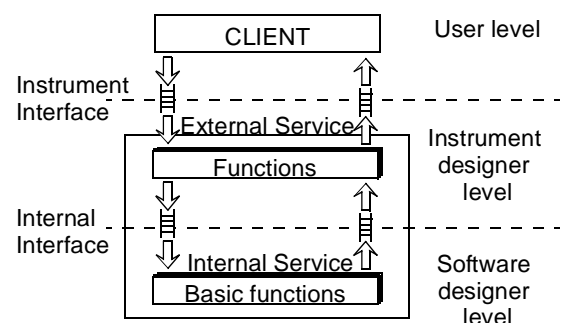 CLIENT
User level
Instrument
Interface
External Service
Functions
Instrument
designer
level
Internal
Interface
Internal Service
Basic functions
Software
designer
level